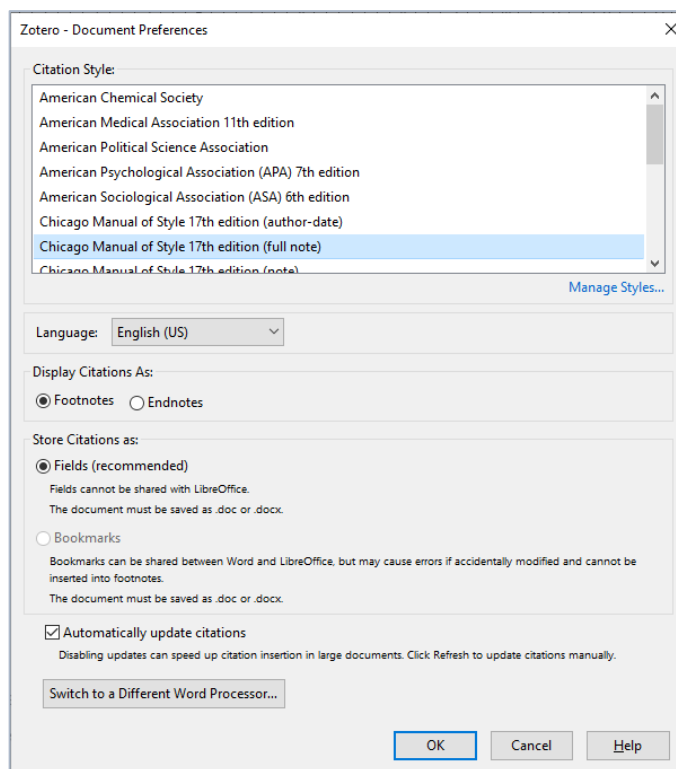 Zotero - Document Preferences
Citation Style:
American Chemical Society
American Medical Association 11th edition
American Political Science Association
American Psychological Association (APA) 7th edition
American Sociological Association (ASA) 6th edition
Chicago Manual of Style 17th edition (author-date)
Chicago Manual of Style 17th edition (full note)
Chicago Manual of Style 17th edition (note)
Manage Styles...
Language: English (US)
Display Citations As:
Footnotes Endnotes
Store Citations as:
Fields (recommended)
Fields cannot be shared with LibreOffice.
The document must be saved as .doc or .docx.
Bookmarks
Bookmarks can be shared between Word and LibreOffice, but may cause errors if accidentally modified and cannot be
inserted into footnotes.
The document must be saved as .doc or .docx.
Automatically update citations
Disabling updates can speed up citation insertion in large documents. Click Refresh to update citations manually.
Switch to a Different Word Processor...
OK Cancel Help